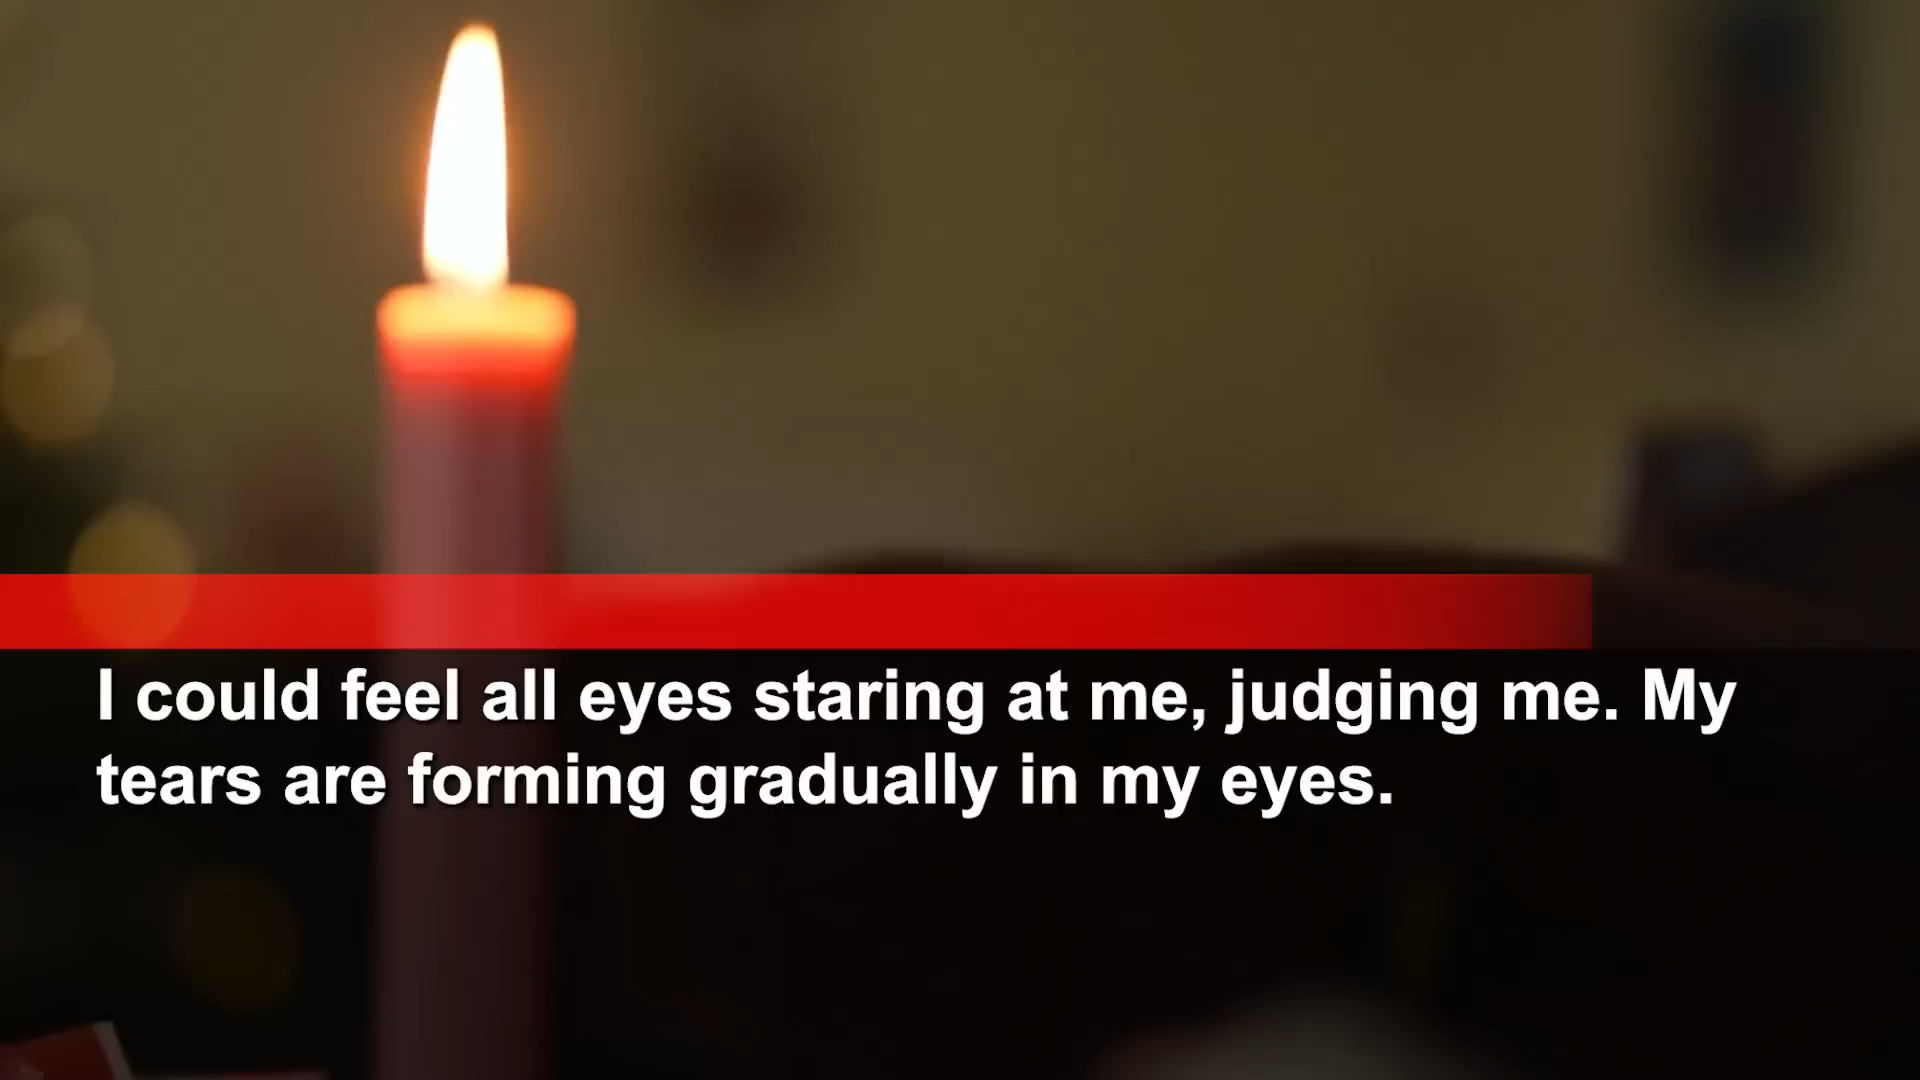 I could feel all eyes staring at me, judging me. My
tears are forming gradually in my eyes.